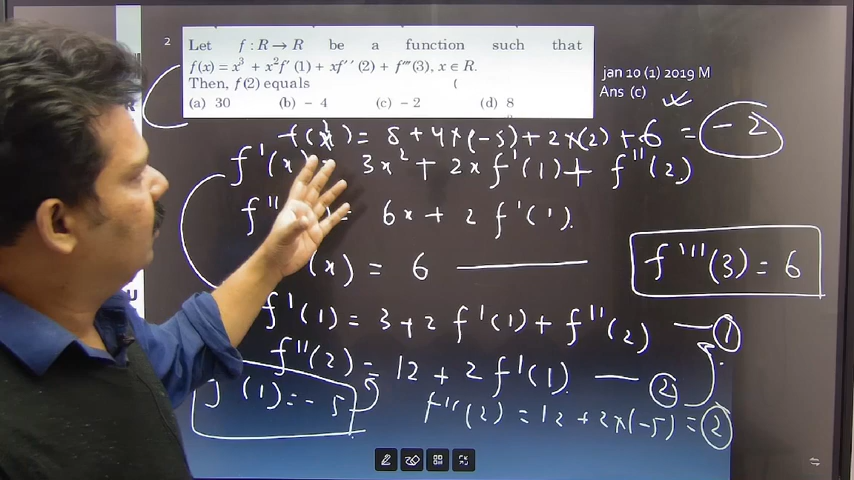 2
Let f : R → R be a function such that
f(x) = x³ + x²f′(1) + xf′′(2) + f′′′(3), x ∈ R.
Then, f(2) equals
(a) 30 (b) − 4 (c) − 2 (d) 8
jan 10 (1) 2019 M
Ans (c)
= 8 + 4×(-5) + 2×(2) + 6 = -2
f'(x) = 3x² + 2x f'(1) + f''(2)
f'' = 6x + 2 f'(1).
(x) = 6
f'''(3) = 6
f'(1) = 3 + 2 f'(1) + f''(2) — ①
f''(2) = 12 + 2 f'(1) — ②
(1) = -5
f''(2) = 12 + 2×(-5) = 2